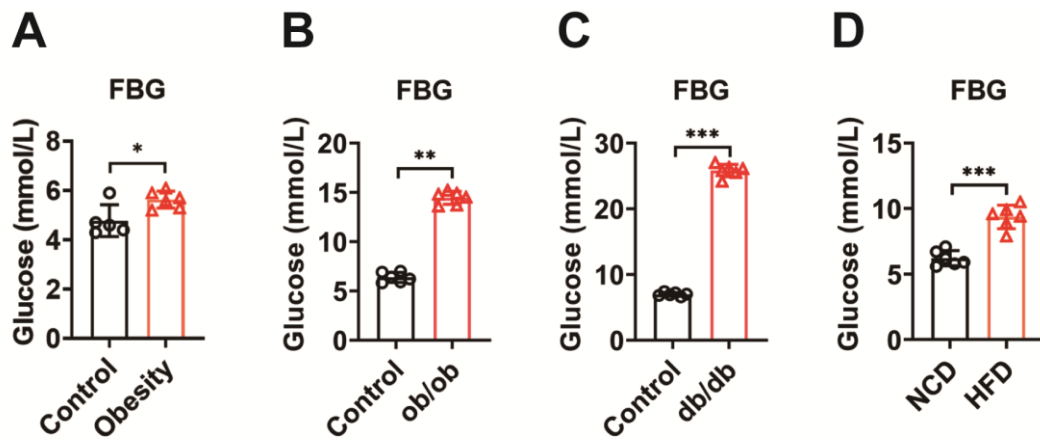 A
FBG
Glucose (mmol/L)
8
6
4
2
0
*
Control
Obesity
B
FBG
Glucose (mmol/L)
20
15
10
5
0
**
Control
ob/ob
C
FBG
Glucose (mmol/L)
30
20
10
0
***
Control
db/db
D
FBG
Glucose (mmol/L)
15
10
5
0
***
NCD
HFD